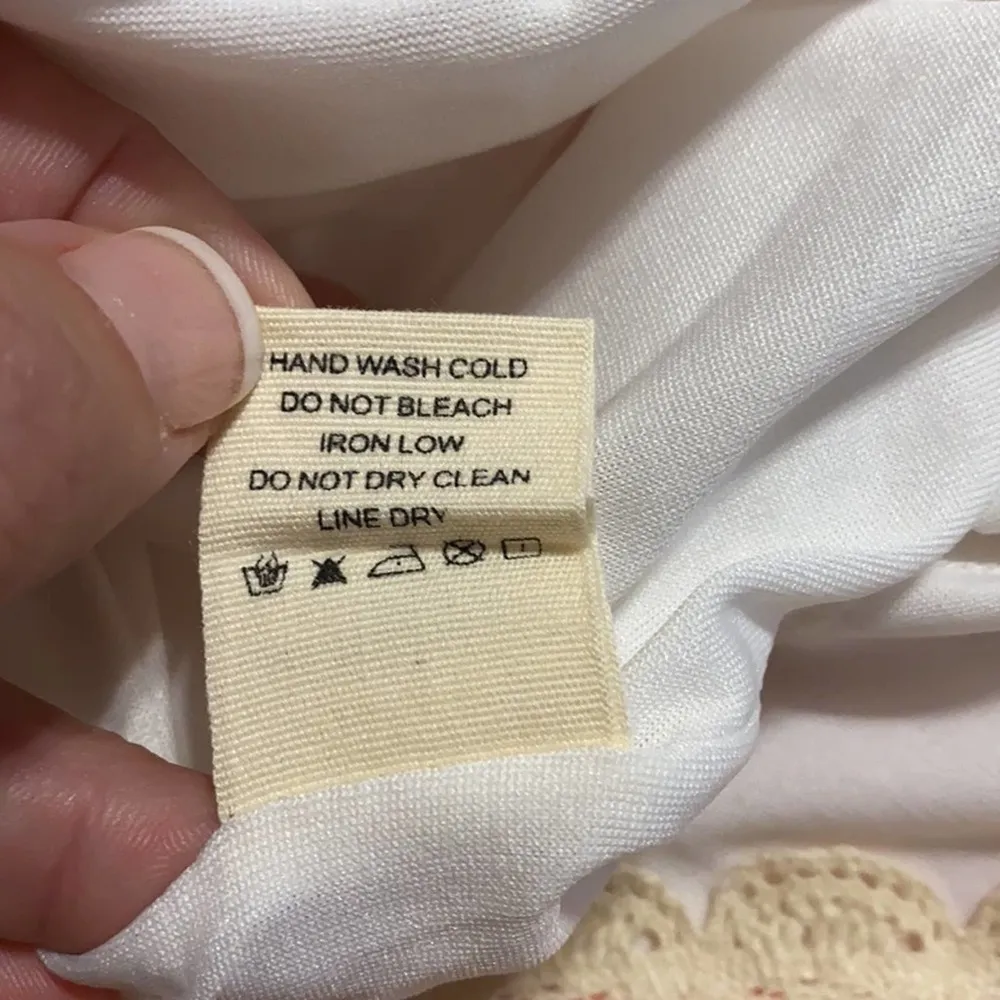 HAND WASH COLD
DO NOT BLEACH
IRON LOW
DO NOT DRY CLEAN
LINE DRY